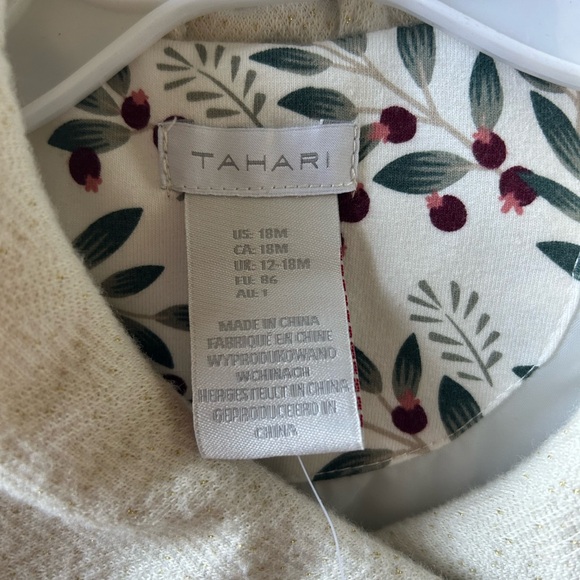 TAHARI
US: 18M
CA: 18M
UK: 12-18M
EU: 86
AU: 1
MADE IN CHINA
FABRIQUÉ EN CHINE
WYPRODUKOWANO
W CHINACH
HERGESTELLT IN CHINA
GEPRODUCEERD IN
CHINA